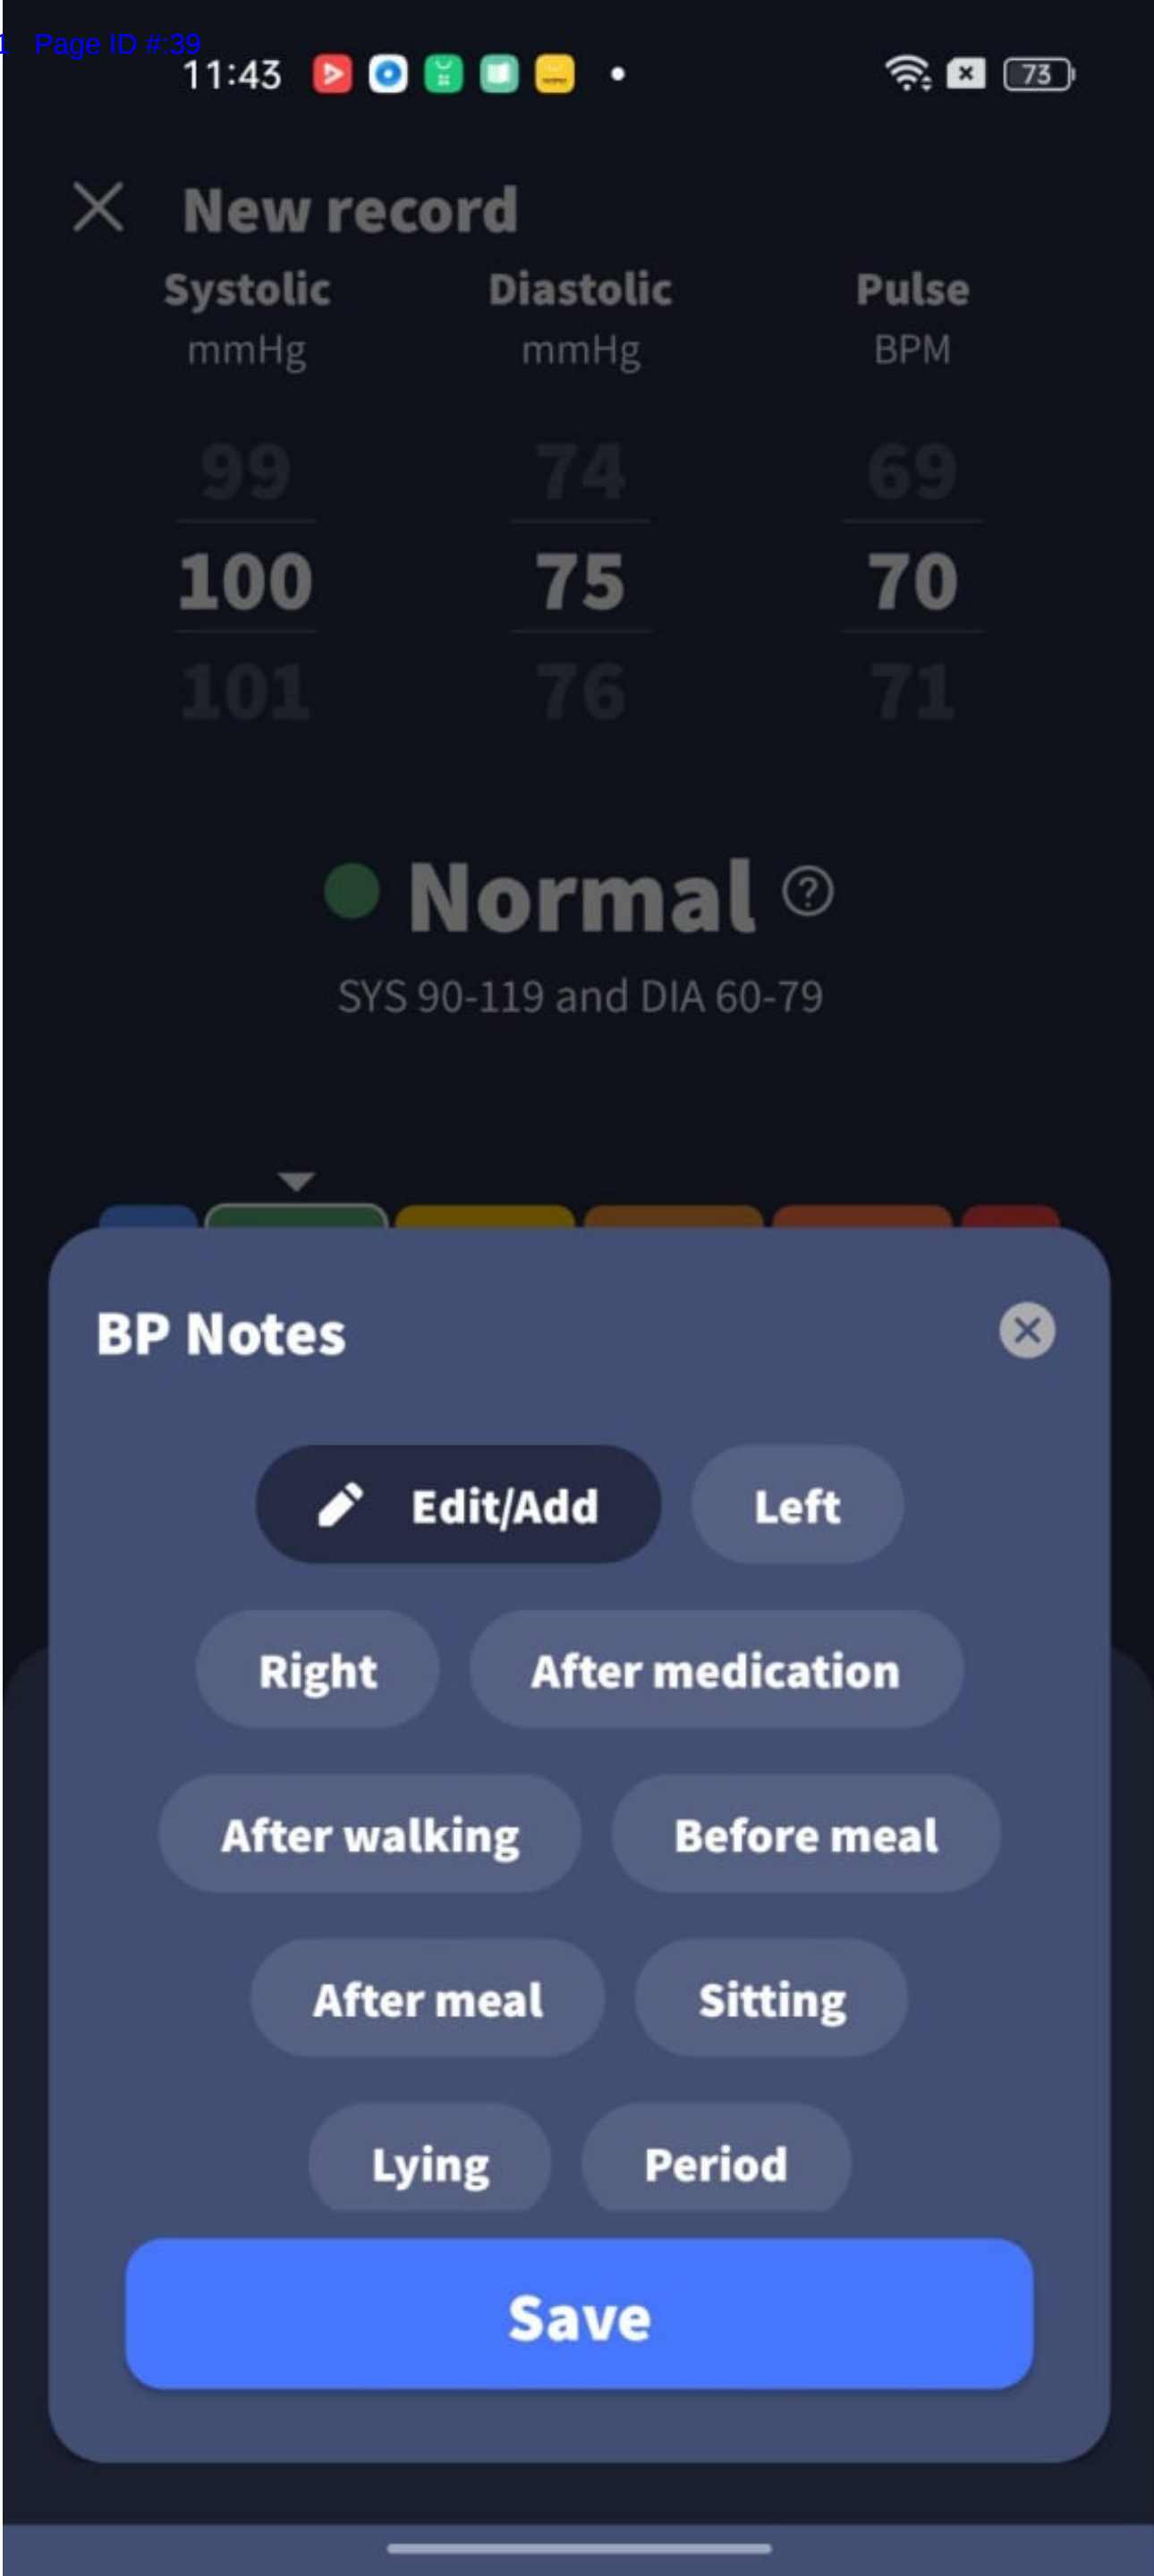 1 Page ID #:39
11:43 73
New record
Systolic Diastolic Pulse
mmHg mmHg BPM
99 74 69
100 75 70
101 76 71
Normal
SYS 90-119 and DIA 60-79
BP Notes
Edit/Add Left
Right After medication
After walking Before meal
After meal Sitting
Lying Period
Save